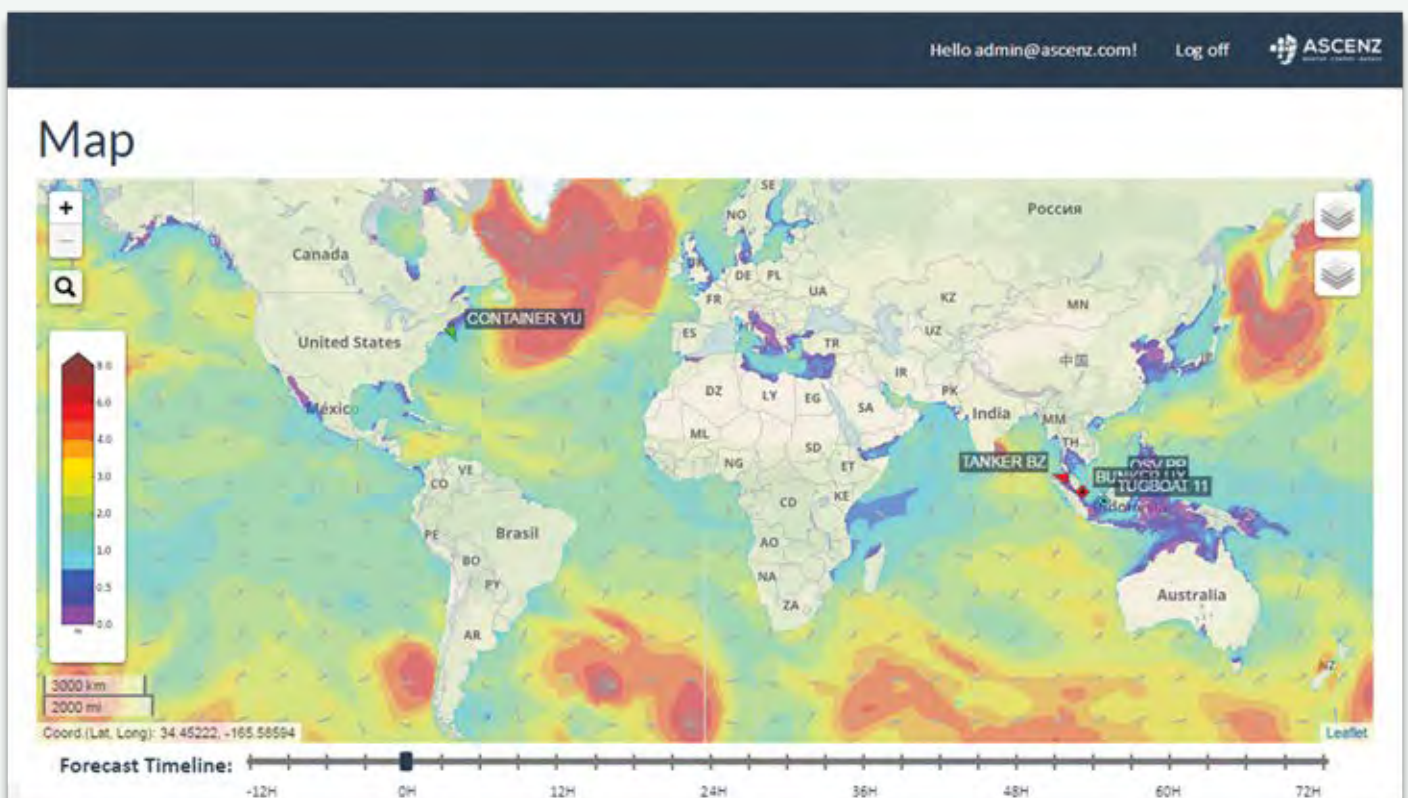 Hello admin@ascenz.com!
Log off
ASCENZ
Map
+
−
SE
NO
Россия
Canada
DE
PL
UA
FR
KZ
MN
CONTAINER YU
ES
UZ
United States
TR
中国
IR
PK
DZ
LY
EG
SA
India
México
MM
ML
TH
NG
SD
TANKER BZ
OSV PP
VE
ET
BUNKER UX
TUGBOAT 11
CO
KE
CD
PE
Brasil
AO
BO
NA
PY
Australia
ZA
AR
NZ
8.0
6.0
4.0
3.0
2.0
1.0
0.5
0.0
3000 km
2000 mi
Coord.(Lat, Long): 34.45222, -165.58594
Leaflet
Forecast Timeline:
-12H
0H
12H
24H
36H
48H
60H
72H